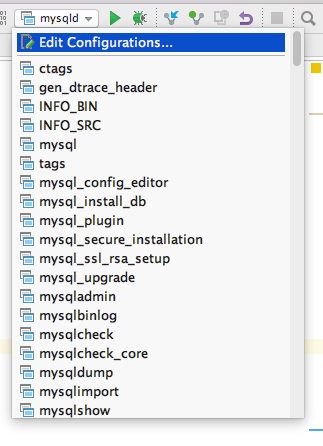 mysqld
Edit Configurations...
ctags
gen_dtrace_header
INFO_BIN
INFO_SRC
mysql
tags
mysql_config_editor
mysql_install_db
mysql_plugin
mysql_secure_installation
mysql_ssl_rsa_setup
mysql_upgrade
mysqladmin
mysqlbinlog
mysqlcheck
mysqlcheck_core
mysqldump
mysqlimport
mysqlshow